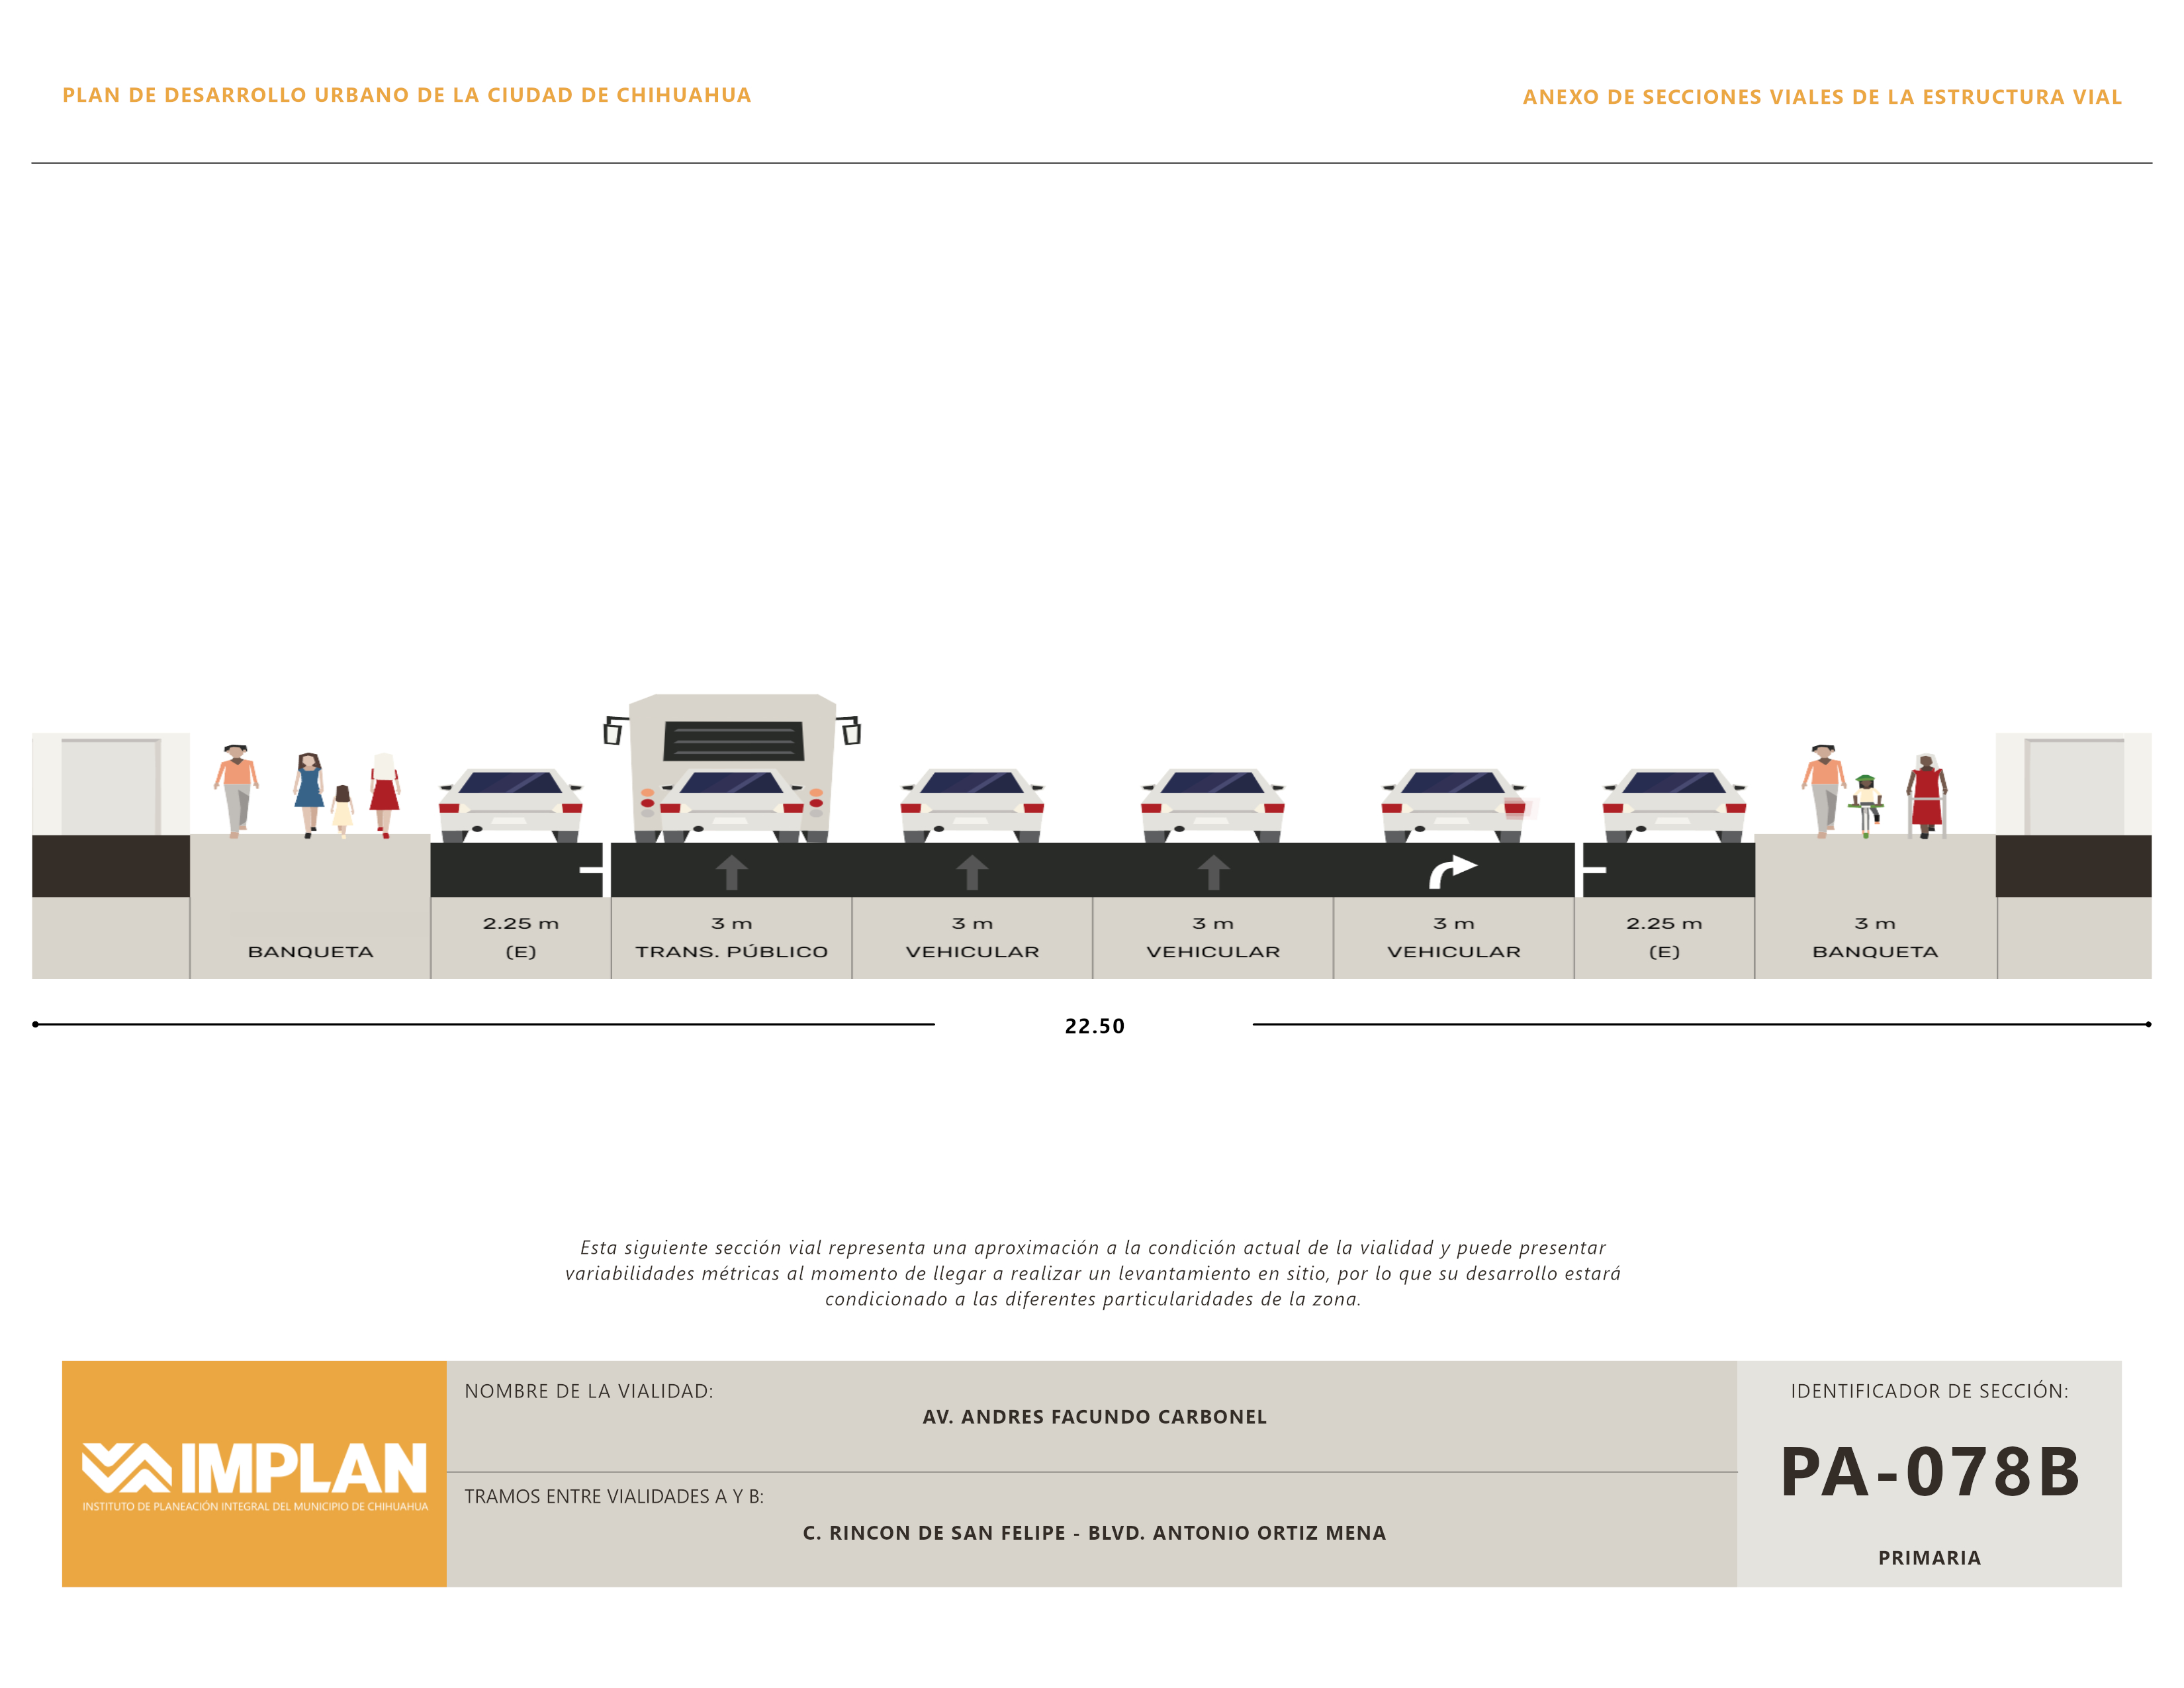 PLAN DE DESARROLLO URBANO DE LA CIUDAD DE CHIHUAHUA
ANEXO DE SECCIONES VIALES DE LA ESTRUCTURA VIAL
BANQUETA
2.25 m
(E)
3 m
TRANS. PÚBLICO
3 m
VEHICULAR
3 m
VEHICULAR
3 m
VEHICULAR
2.25 m
(E)
3 m
BANQUETA
22.50
Esta siguiente sección vial representa una aproximación a la condición actual de la vialidad y puede presentar
variabilidades métricas al momento de llegar a realizar un levantamiento en sitio, por lo que su desarrollo estará
condicionado a las diferentes particularidades de la zona.
IMPLAN
INSTITUTO DE PLANEACIÓN INTEGRAL DEL MUNICIPIO DE CHIHUAHUA
NOMBRE DE LA VIALIDAD:
AV. ANDRES FACUNDO CARBONEL
TRAMOS ENTRE VIALIDADES A Y B:
C. RINCON DE SAN FELIPE - BLVD. ANTONIO ORTIZ MENA
IDENTIFICADOR DE SECCIÓN:
PA-078B
PRIMARIA